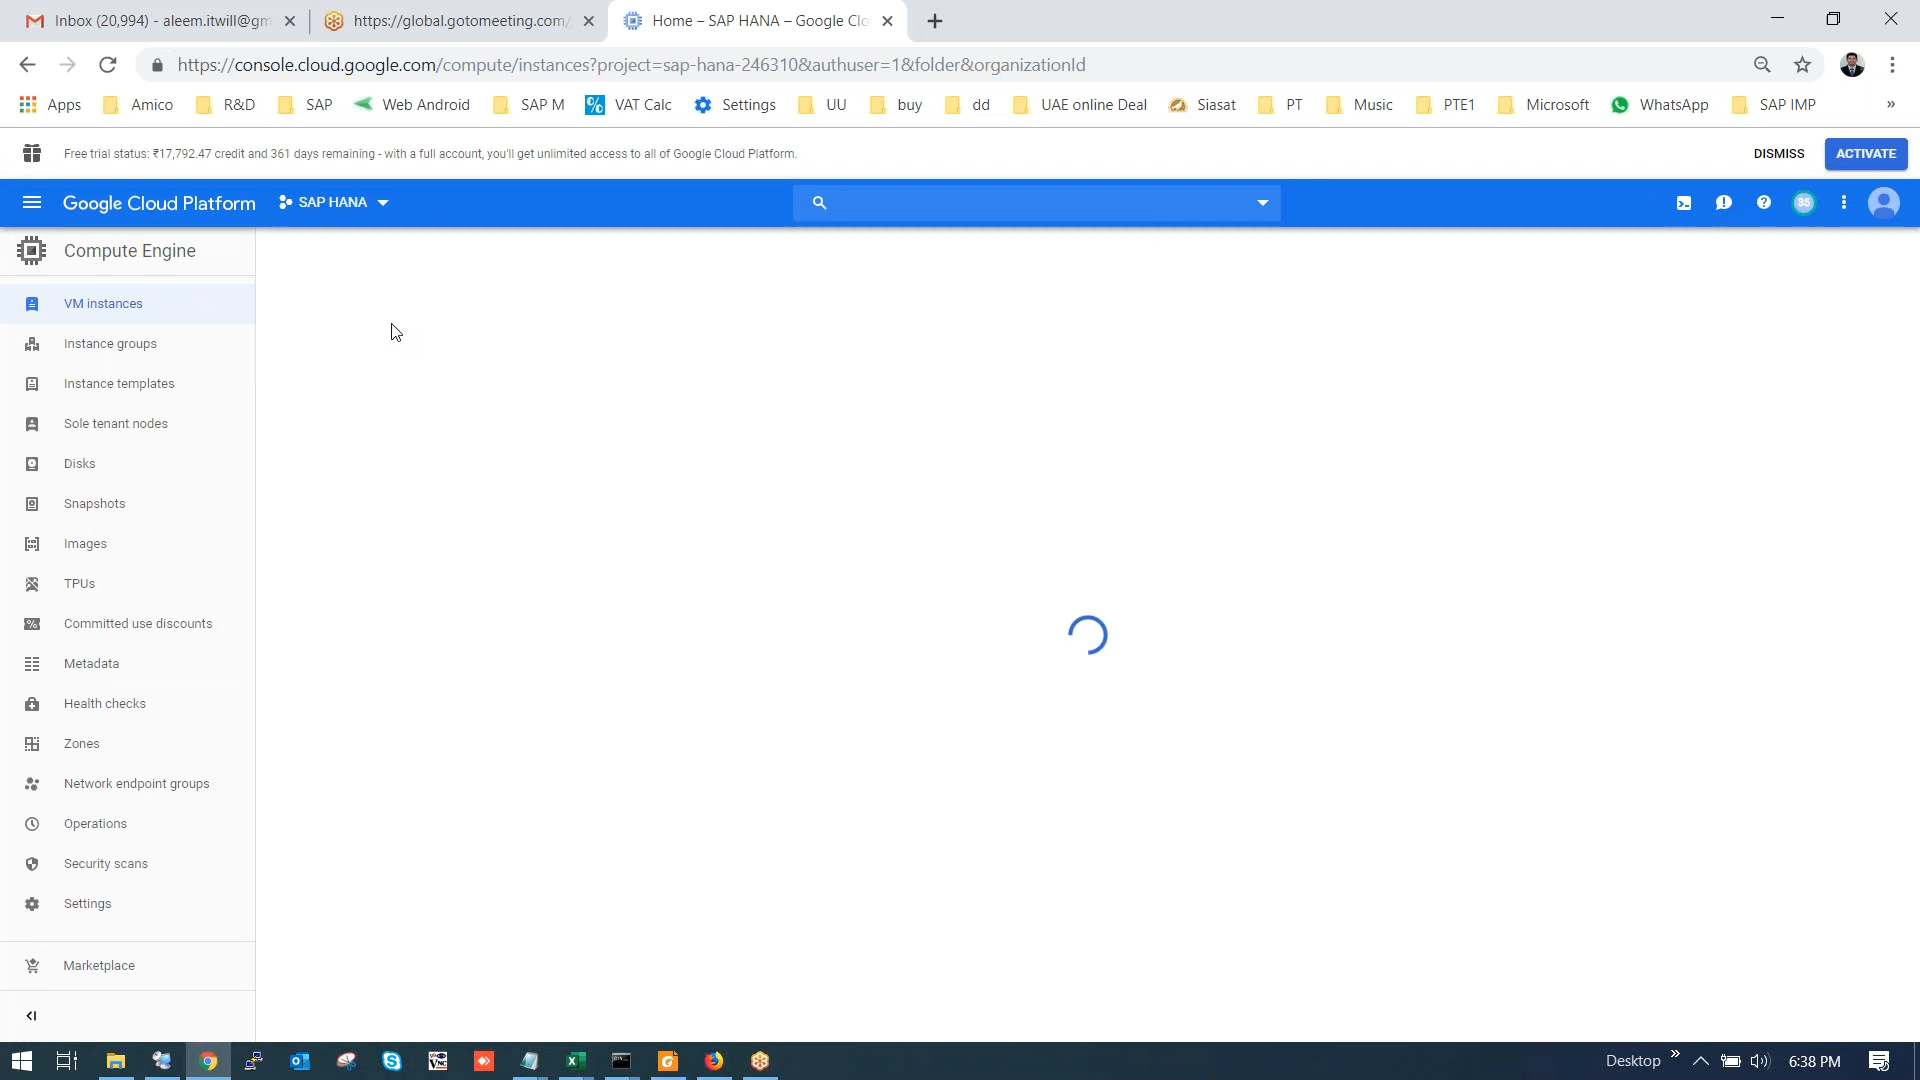 Inbox (20,994) - aleem.itwill@gm
https://global.gotomeeting.com/
Home – SAP HANA – Google Clo
https://console.cloud.google.com/compute/instances?project=sap-hana-246310&authuser=1&folder&organizationId
Apps
Amico
R&D
SAP
Web Android
SAP M
VAT Calc
Settings
UU
buy
dd
UAE online Deal
Siasat
PT
Music
PTE1
Microsoft
WhatsApp
SAP IMP
»
Free trial status: ₹17,792.47 credit and 361 days remaining - with a full account, you'll get unlimited access to all of Google Cloud Platform.
DISMISS
ACTIVATE
Google Cloud Platform
SAP HANA
35
Compute Engine
VM instances
Instance groups
Instance templates
Sole tenant nodes
Disks
Snapshots
Images
TPUs
Committed use discounts
Metadata
Health checks
Zones
Network endpoint groups
Operations
Security scans
Settings
Marketplace
Desktop
»
6:38 PM